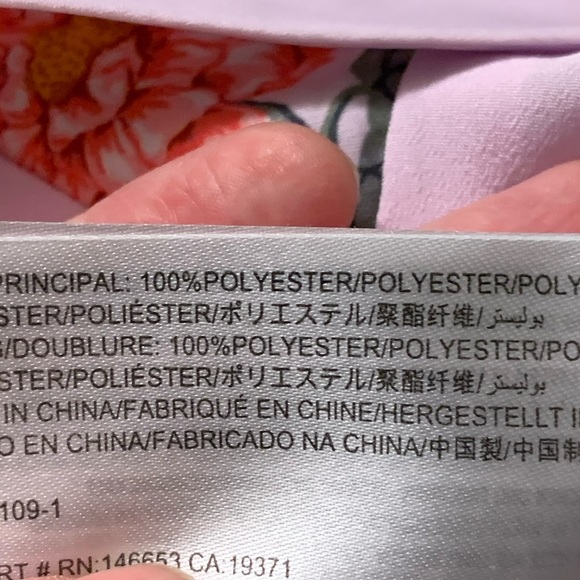 PRINCIPAL: 100%POLYESTER/POLYESTER/POLY
STER/POLIÉSTER/ポリエステル/聚酯纤维/بوليستر
G/DOUBLURE: 100%POLYESTER/POLYESTER/PO
STER/POLIÉSTER/ポリエステル/聚酯纤维/بوليستر
IN CHINA/FABRIQUÉ EN CHINE/HERGESTELLT I
O EN CHINA/FABRICADO NA CHINA/中国製/中国制
109-1
RT # RN:146653 CA:19371